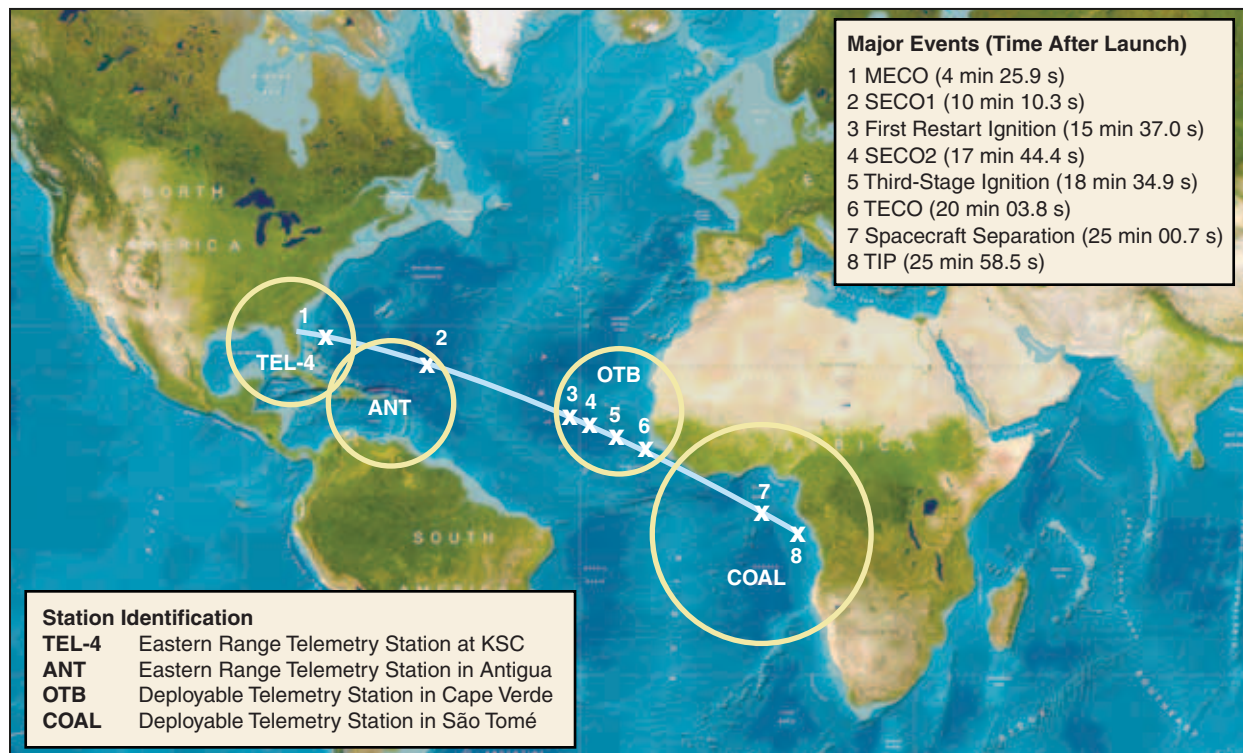 Major Events (Time After Launch)
1 MECO (4 min 25.9 s)
2 SECO1 (10 min 10.3 s)
3 First Restart Ignition (15 min 37.0 s)
4 SECO2 (17 min 44.4 s)
5 Third-Stage Ignition (18 min 34.9 s)
6 TECO (20 min 03.8 s)
7 Spacecraft Separation (25 min 00.7 s)
8 TIP (25 min 58.5 s)
NORTH
AMERICA
1
x
TEL-4
2
x
ANT
OTB
3
x
4
x
5
x
6
x
AFRICA
7
x
x
8
COAL
SOUTH
Station Identification
TEL-4 Eastern Range Telemetry Station at KSC
ANT Eastern Range Telemetry Station in Antigua
OTB Deployable Telemetry Station in Cape Verde
COAL Deployable Telemetry Station in São Tomé